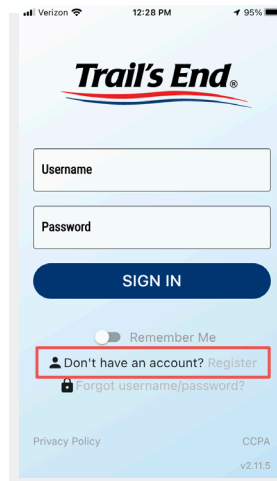 Verizon 12:28 PM 95%
Trail's End®
Username
Password
SIGN IN
Remember Me
Don't have an account? Register
Forgot username/password?
Privacy Policy CCPA
v2.11.5